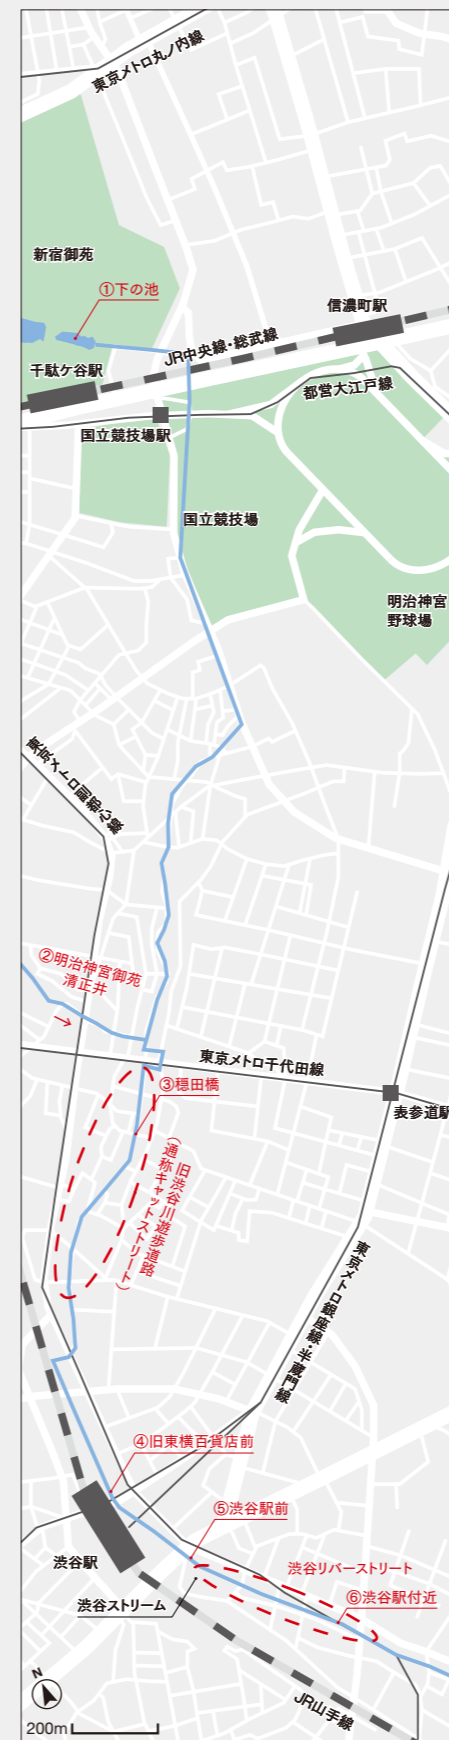 東京メトロ丸ノ内線
新宿御苑
①下の池
信濃町駅
JR中央線・総武線
千駄ケ谷駅
都営大江戸線
国立競技場駅
国立競技場
明治神宮
野球場
東京メトロ副都心線
②明治神宮御苑
清正井
→
東京メトロ千代田線
③穏田橋
表参道駅
旧渋谷川遊歩道路
（通称キャットストリート）
東京メトロ銀座線・半蔵門線
④旧東横百貨店前
⑤渋谷駅前
渋谷駅
渋谷リバーストリート
渋谷ストリーム
⑥渋谷駅付近
JR山手線
N
200m